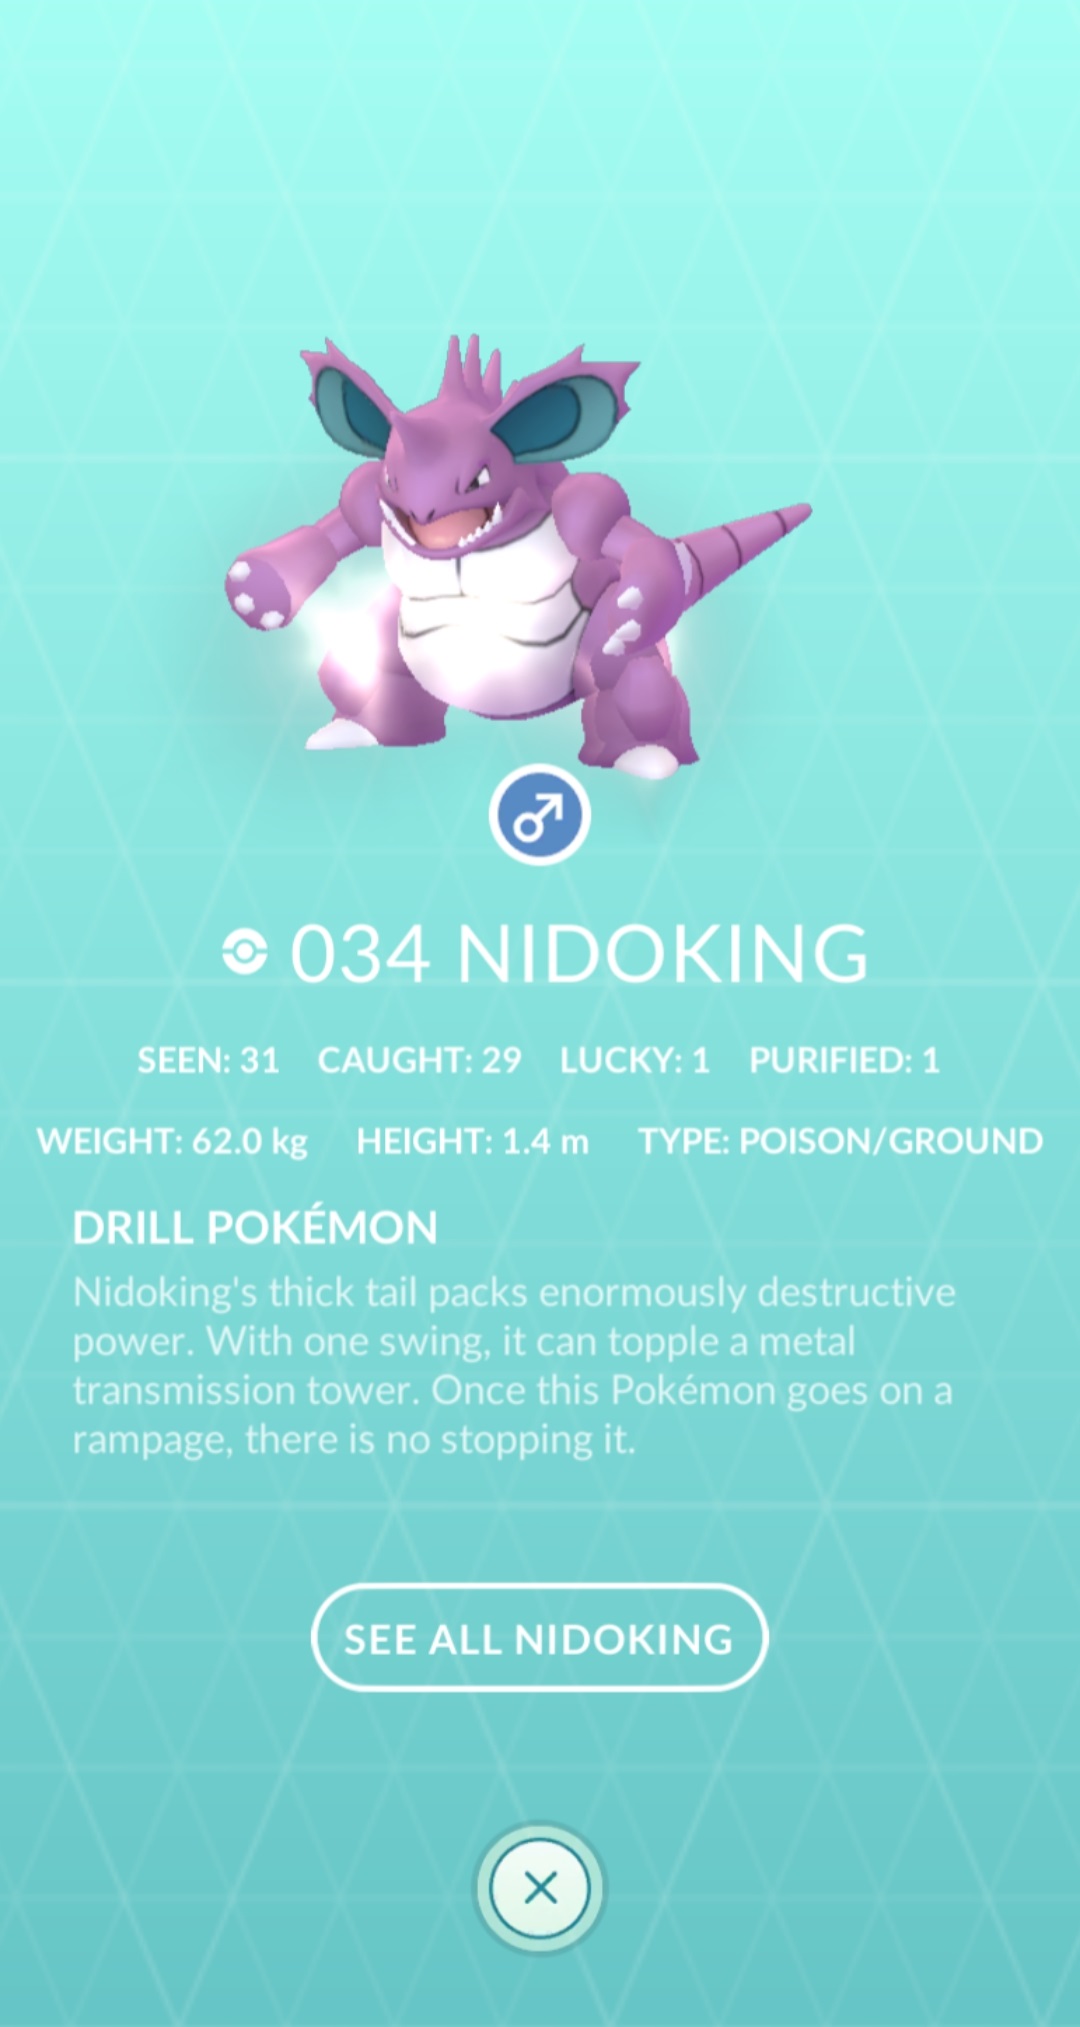 034 NIDOKING
SEEN: 31 CAUGHT: 29 LUCKY: 1 PURIFIED: 1
WEIGHT: 62.0 kg HEIGHT: 1.4 m TYPE: POISON/GROUND
DRILL POKÉMON
Nidoking's thick tail packs enormously destructive
power. With one swing, it can topple a metal
transmission tower. Once this Pokémon goes on a
rampage, there is no stopping it.
SEE ALL NIDOKING